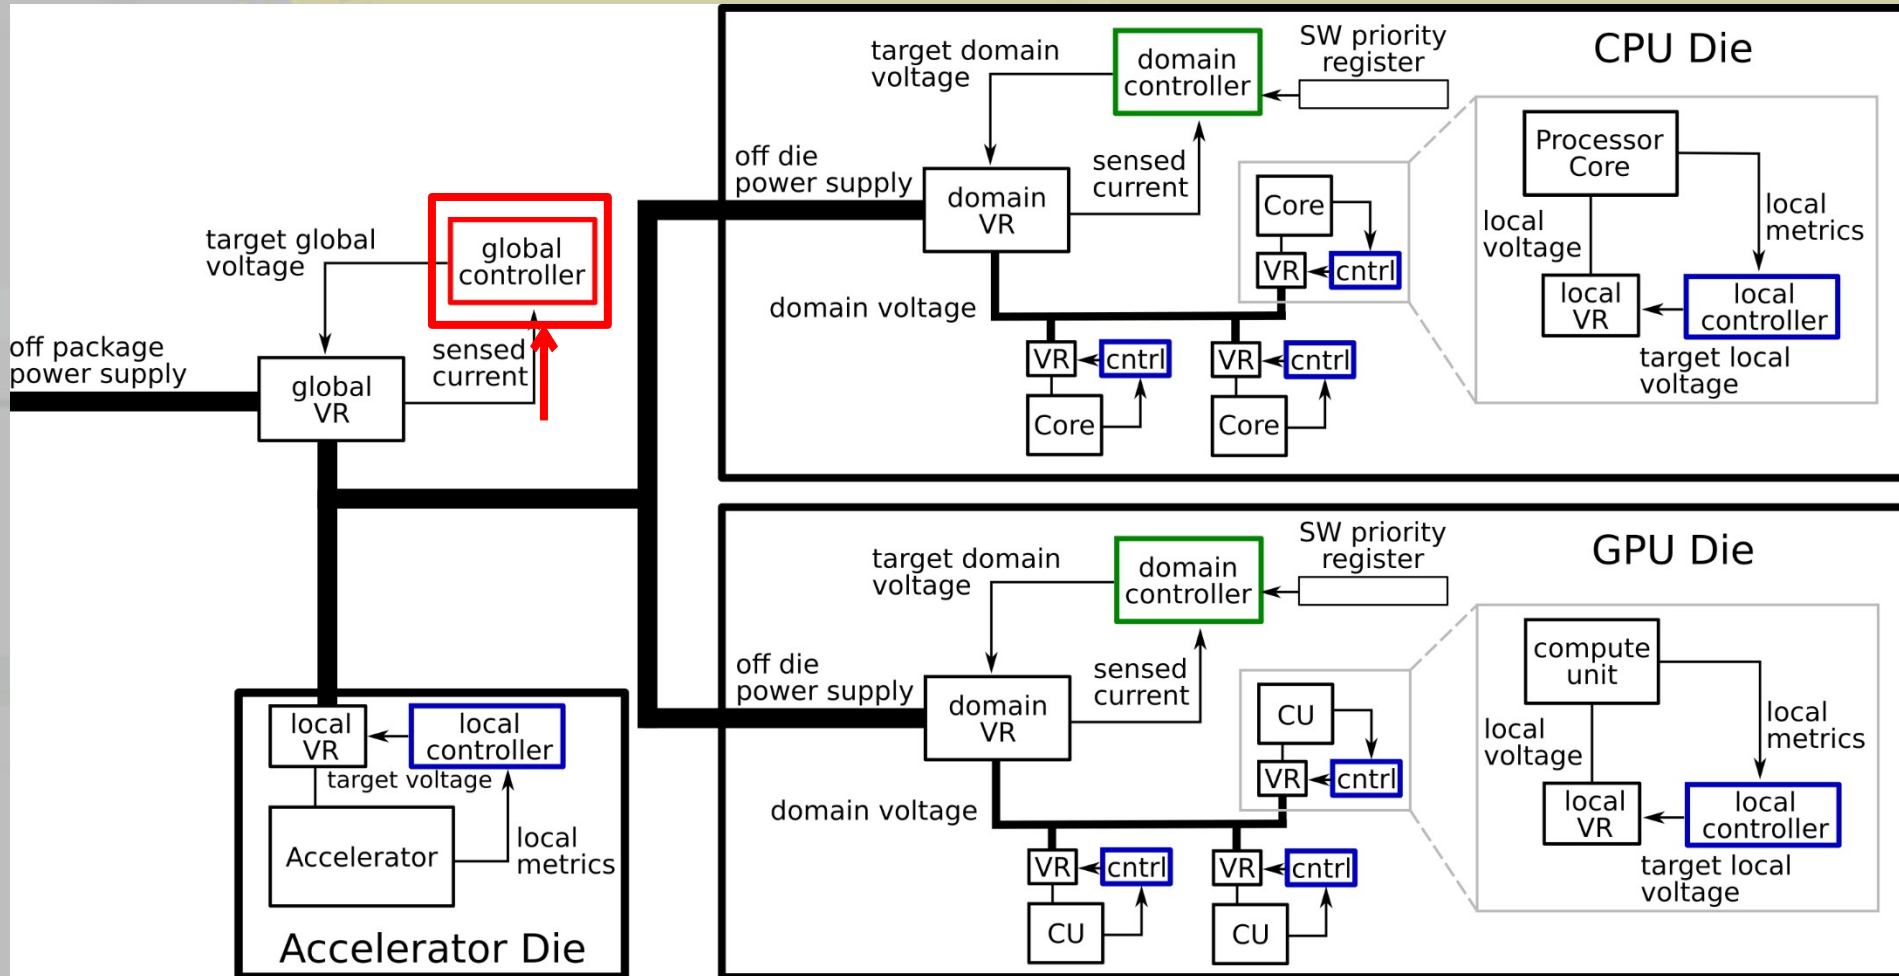 target global
voltage
global
controller
off package
power supply
global
VR
sensed
current
local
VR
local
controller
target voltage
Accelerator
local
metrics
Accelerator Die
CPU Die
target domain
voltage
domain
controller
SW priority
register
off die
power supply
domain
VR
sensed
current
domain voltage
Core
VR
cntrl
VR
cntrl
Core
VR
cntrl
Core
Processor
Core
local
voltage
local
metrics
local
VR
local
controller
target local
voltage
GPU Die
target domain
voltage
domain
controller
SW priority
register
off die
power supply
domain
VR
sensed
current
domain voltage
CU
VR
cntrl
VR
cntrl
CU
VR
cntrl
CU
compute
unit
local
voltage
local
metrics
local
VR
local
controller
target local
voltage